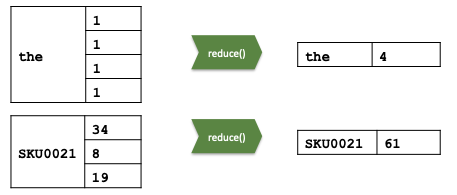 the
1
1
1
1
reduce()
the 4
SKU0021
34
8
19
reduce()
SKU0021 61